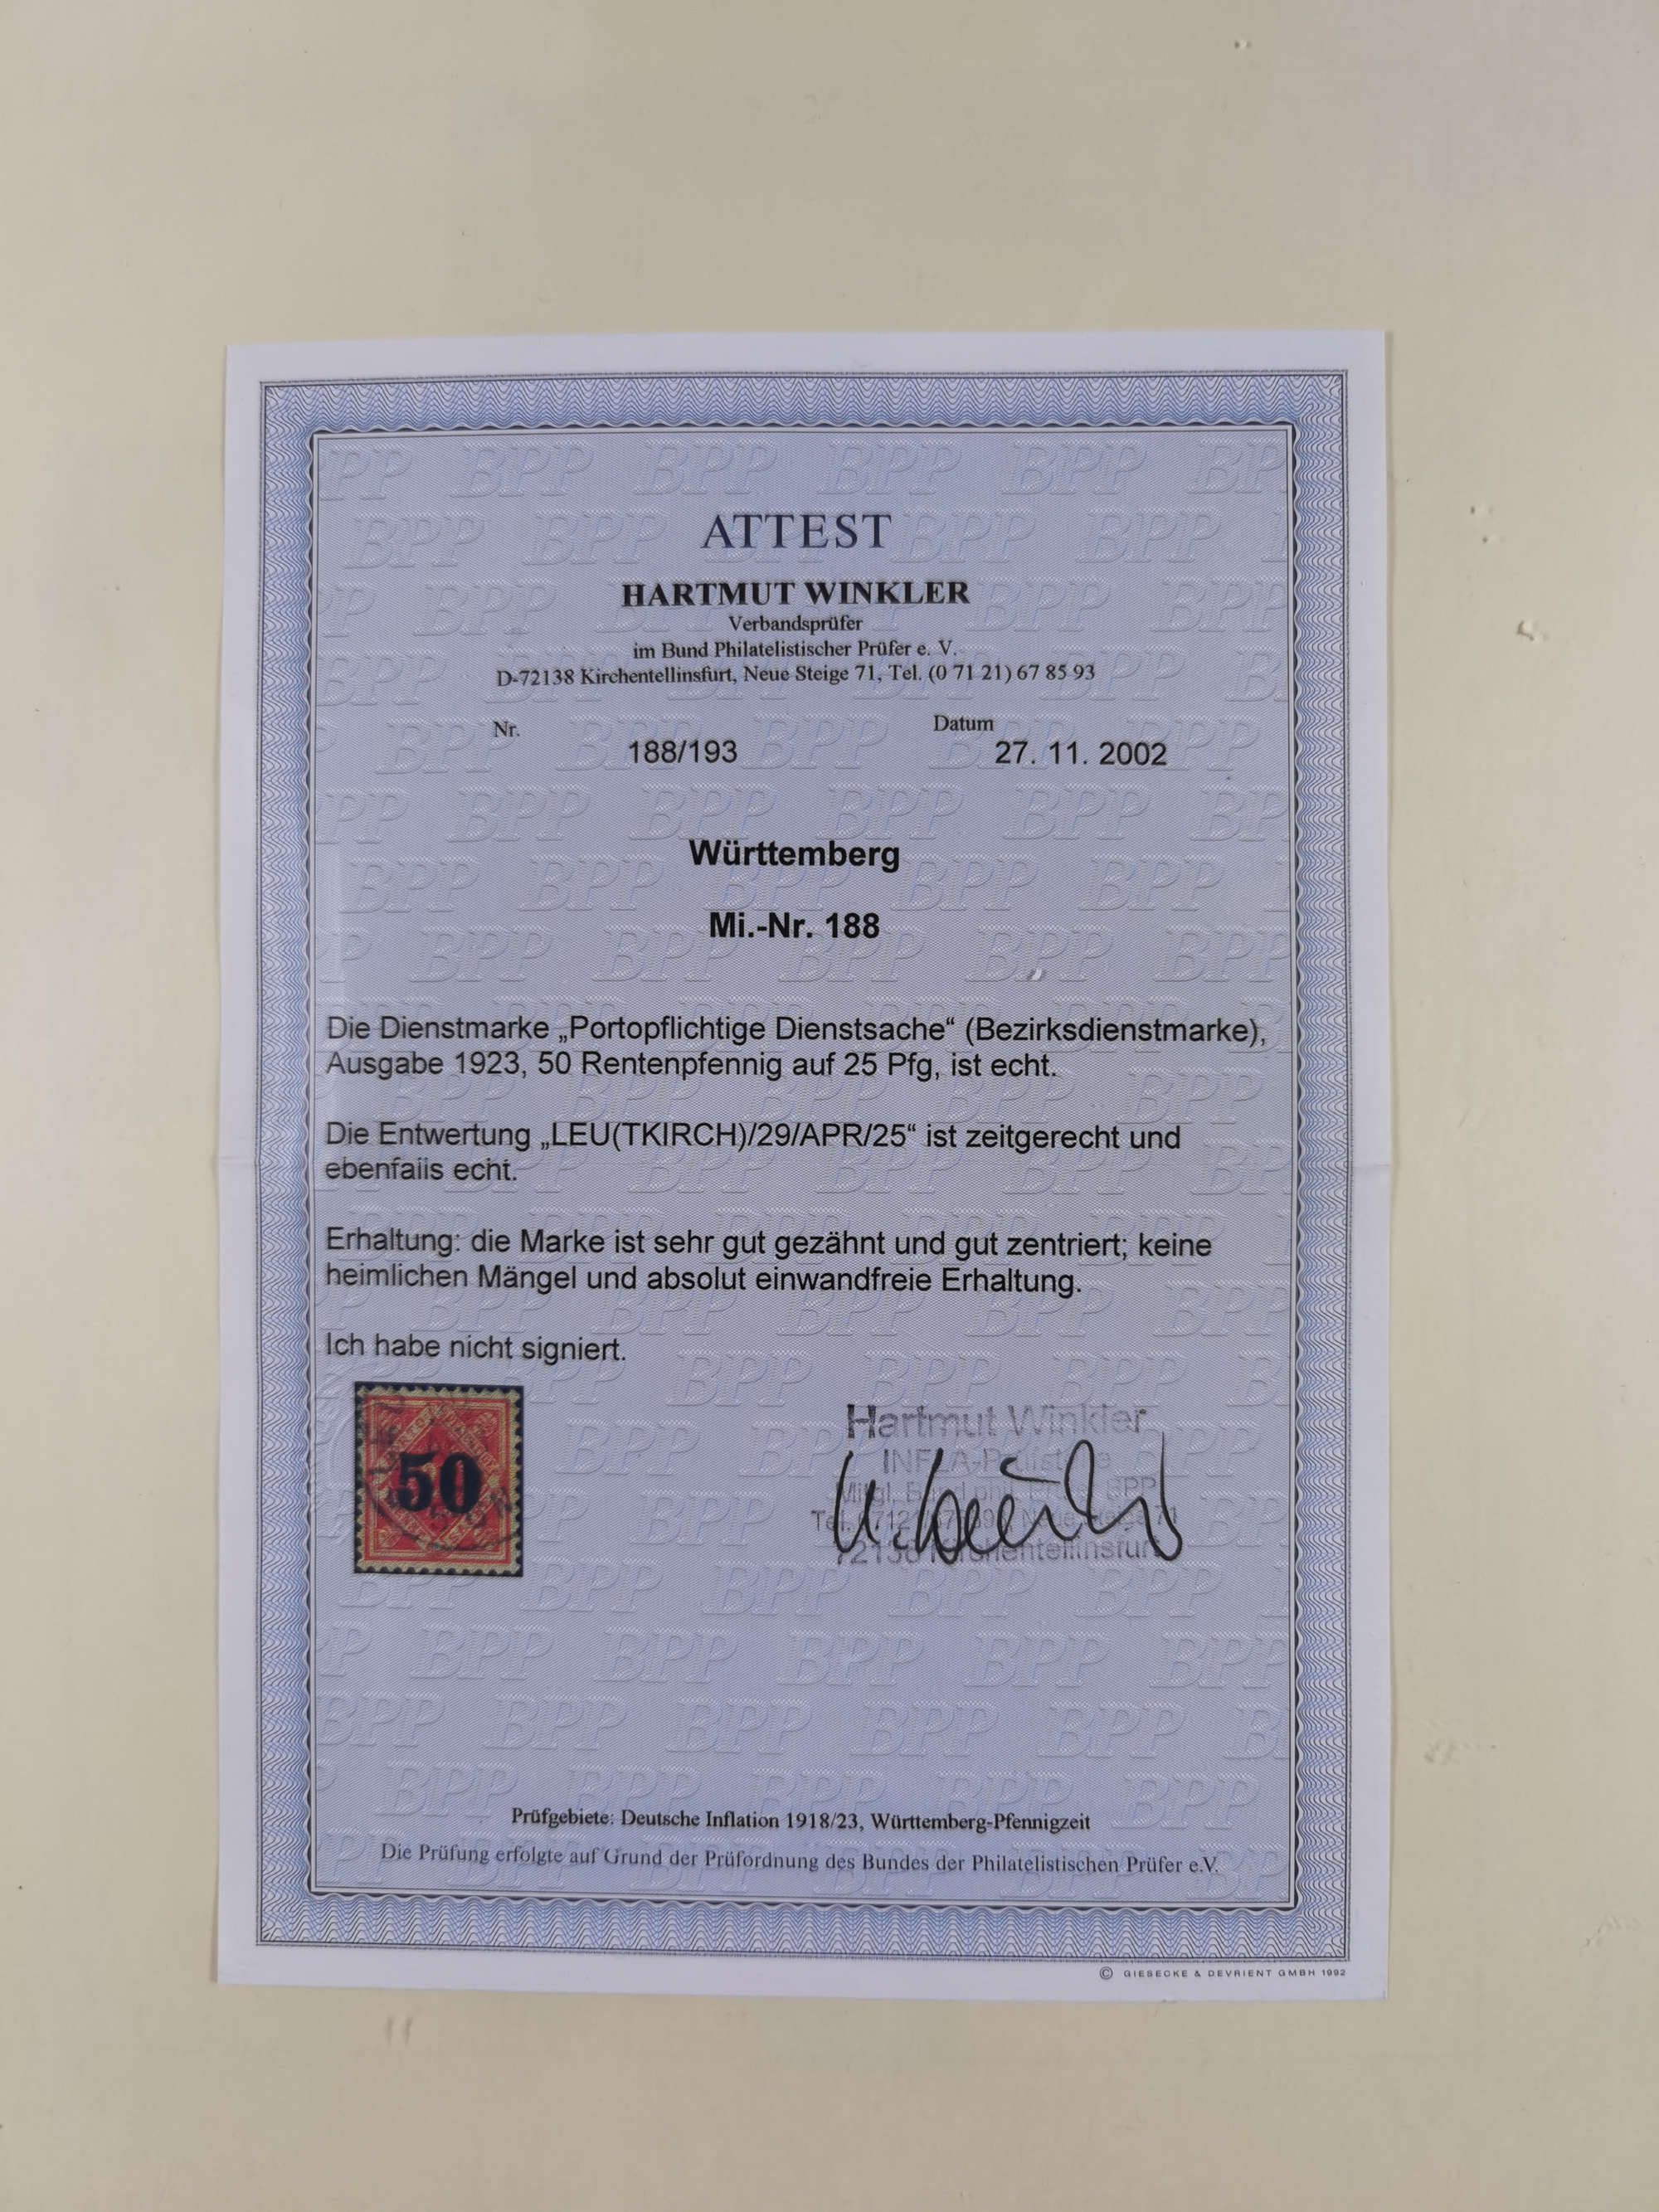 ATTEST
HARTMUT WINKLER
Verbandsprüfer
im Bund Philatelistischer Prüfer e. V.
D-72138 Kirchentellinsfurt, Neue Steige 71, Tel. (0 71 21) 67 85 93
Nr. Datum
188/193 27. 11. 2002
Württemberg
Mi.-Nr. 188
Die Dienstmarke „Portopflichtige Dienstsache“ (Bezirksdienstmarke),
Ausgabe 1923, 50 Rentenpfennig auf 25 Pfg, ist echt.
Die Entwertung „LEU(TKIRCH)/29/APR/25“ ist zeitgerecht und
ebenfalls echt.
Erhaltung: die Marke ist sehr gut gezähnt und gut zentriert; keine
heimlichen Mängel und absolut einwandfreie Erhaltung.
Ich habe nicht signiert.
50
Hartmut Winkler
Prüfgebiete: Deutsche Inflation 1918/23, Württemberg-Pfennigzeit
Die Prüfung erfolgte auf Grund der Prüfordnung des Bundes der Philatelistischen Prüfer e.V.
© GIESECKE & DEVRIENT GMBH 1992